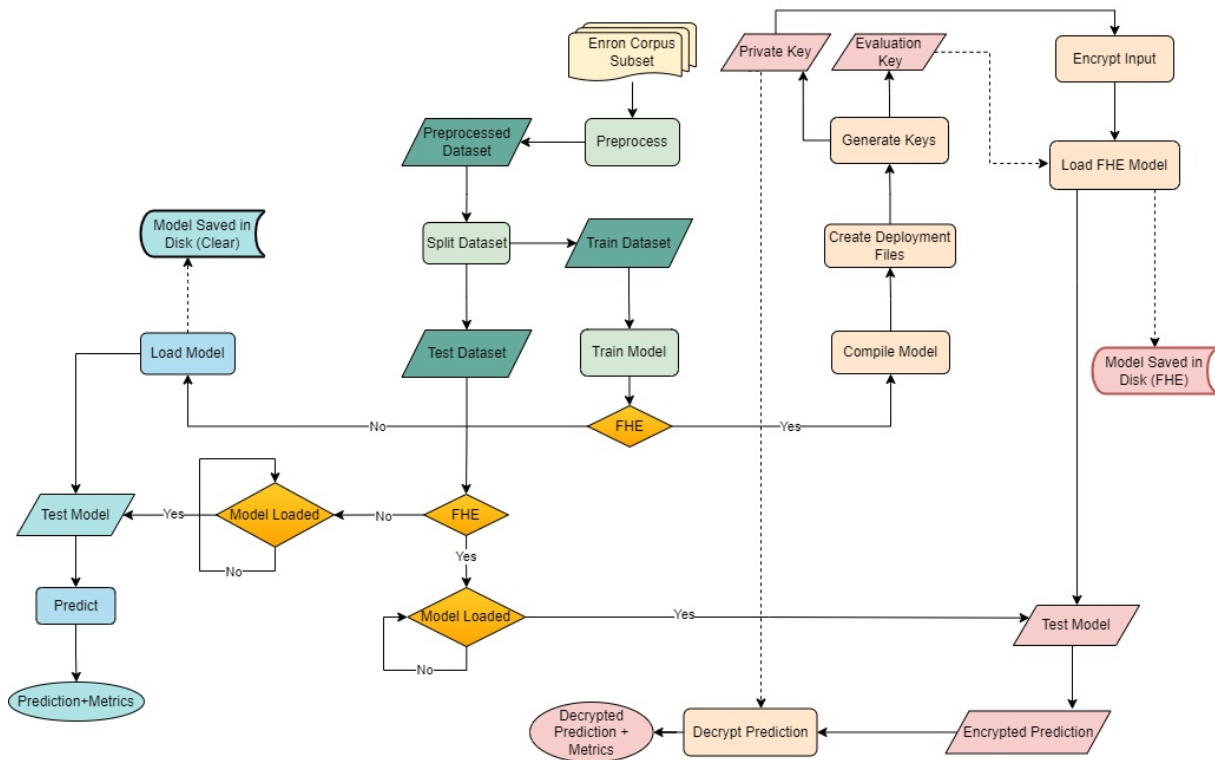 Enron Corpus
Subset
Private Key
Evaluation
Key
Encrypt Input
Preprocessed
Dataset
Preprocess
Generate Keys
Load FHE Model
Model Saved in
Disk (Clear)
Split Dataset
Train Dataset
Create Deployment
Files
Load Model
Test Dataset
Train Model
Compile Model
Model Saved in
Disk (FHE)
No
FHE
Yes
Test Model
Yes
Model Loaded
No
FHE
No
Yes
Predict
Model Loaded
Yes
Test Model
No
Prediction+Metrics
Decrypted
Prediction +
Metrics
Decrypt Prediction
Encrypted Prediction